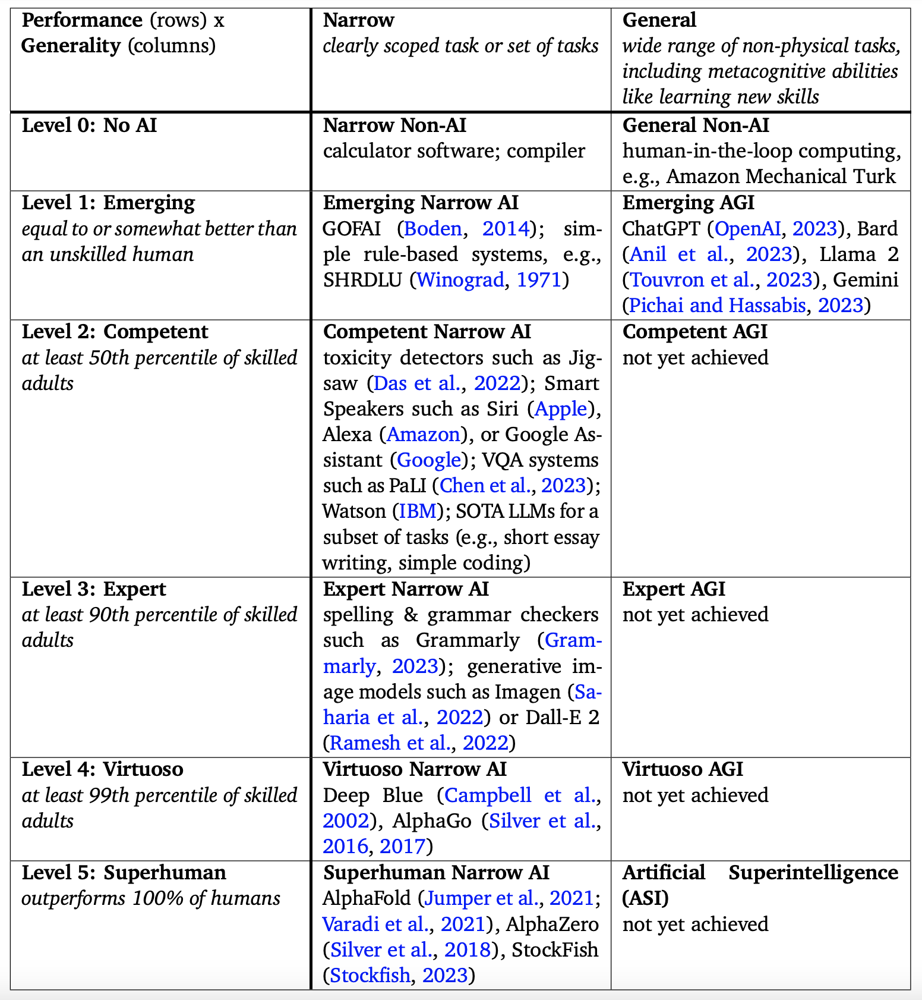 Performance (rows) x
Generality (columns)
Narrow
clearly scoped task or set of tasks
General
wide range of non-physical tasks,
including metacognitive abilities
like learning new skills
Level 0: No AI
Narrow Non-AI
calculator software; compiler
General Non-AI
human-in-the-loop computing,
e.g., Amazon Mechanical Turk
Level 1: Emerging
equal to or somewhat better than
an unskilled human
Emerging Narrow AI
GOFAI (Boden, 2014); sim-
ple rule-based systems, e.g.,
SHRDLU (Winograd, 1971)
Emerging AGI
ChatGPT (OpenAI, 2023), Bard
(Anil et al., 2023), Llama 2
(Touvron et al., 2023), Gemini
(Pichai and Hassabis, 2023)
Level 2: Competent
at least 50th percentile of skilled
adults
Competent Narrow AI
toxicity detectors such as Jig-
saw (Das et al., 2022); Smart
Speakers such as Siri (Apple),
Alexa (Amazon), or Google As-
sistant (Google); VQA systems
such as PaLI (Chen et al., 2023);
Watson (IBM); SOTA LLMs for a
subset of tasks (e.g., short essay
writing, simple coding)
Competent AGI
not yet achieved
Level 3: Expert
at least 90th percentile of skilled
adults
Expert Narrow AI
spelling & grammar checkers
such as Grammarly (Gram-
marly, 2023); generative im-
age models such as Imagen (Sa-
haria et al., 2022) or Dall-E 2
(Ramesh et al., 2022)
Expert AGI
not yet achieved
Level 4: Virtuoso
at least 99th percentile of skilled
adults
Virtuoso Narrow AI
Deep Blue (Campbell et al.,
2002), AlphaGo (Silver et al.,
2016, 2017)
Virtuoso AGI
not yet achieved
Level 5: Superhuman
outperforms 100% of humans
Superhuman Narrow AI
AlphaFold (Jumper et al., 2021;
Varadi et al., 2021), AlphaZero
(Silver et al., 2018), StockFish
(Stockfish, 2023)
Artificial Superintelligence
(ASI)
not yet achieved